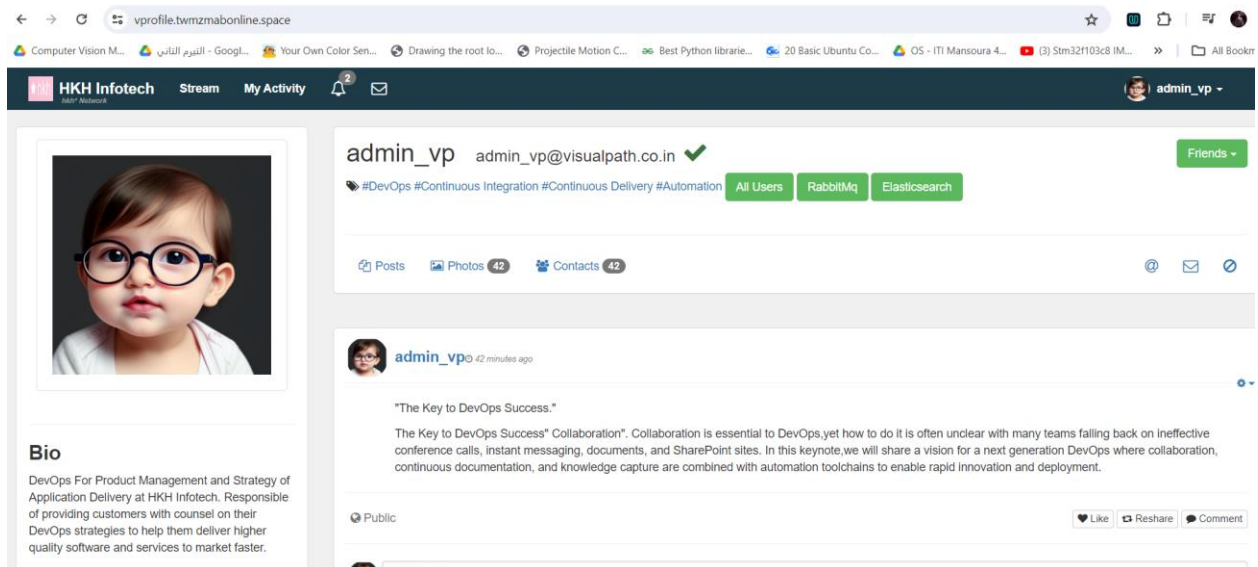 vprofile.twmzmabonline.space
Computer Vision M... التيرم التاني - Googl... Your Own Color Sen... Drawing the root lo... Projectile Motion C... Best Python librarie... 20 Basic Ubuntu Co... OS - ITI Mansoura 4... (3) Stm32f103c8 IM... » All Bookm
HKH Infotech Stream My Activity 2 admin_vp
hkh* Network
admin_vp admin_vp@visualpath.co.in Friends
#DevOps #Continuous Integration #Continuous Delivery #Automation All Users RabbitMq Elasticsearch
Posts Photos 42 Contacts 42 @
admin_vp 42 minutes ago
"The Key to DevOps Success."
The Key to DevOps Success" Collaboration". Collaboration is essential to DevOps,yet how to do it is often unclear with many teams falling back on ineffective
conference calls, instant messaging, documents, and SharePoint sites. In this keynote,we will share a vision for a next generation DevOps where collaboration,
continuous documentation, and knowledge capture are combined with automation toolchains to enable rapid innovation and deployment.
Public Like Reshare Comment
Bio
DevOps For Product Management and Strategy of
Application Delivery at HKH Infotech. Responsible
of providing customers with counsel on their
DevOps strategies to help them deliver higher
quality software and services to market faster.